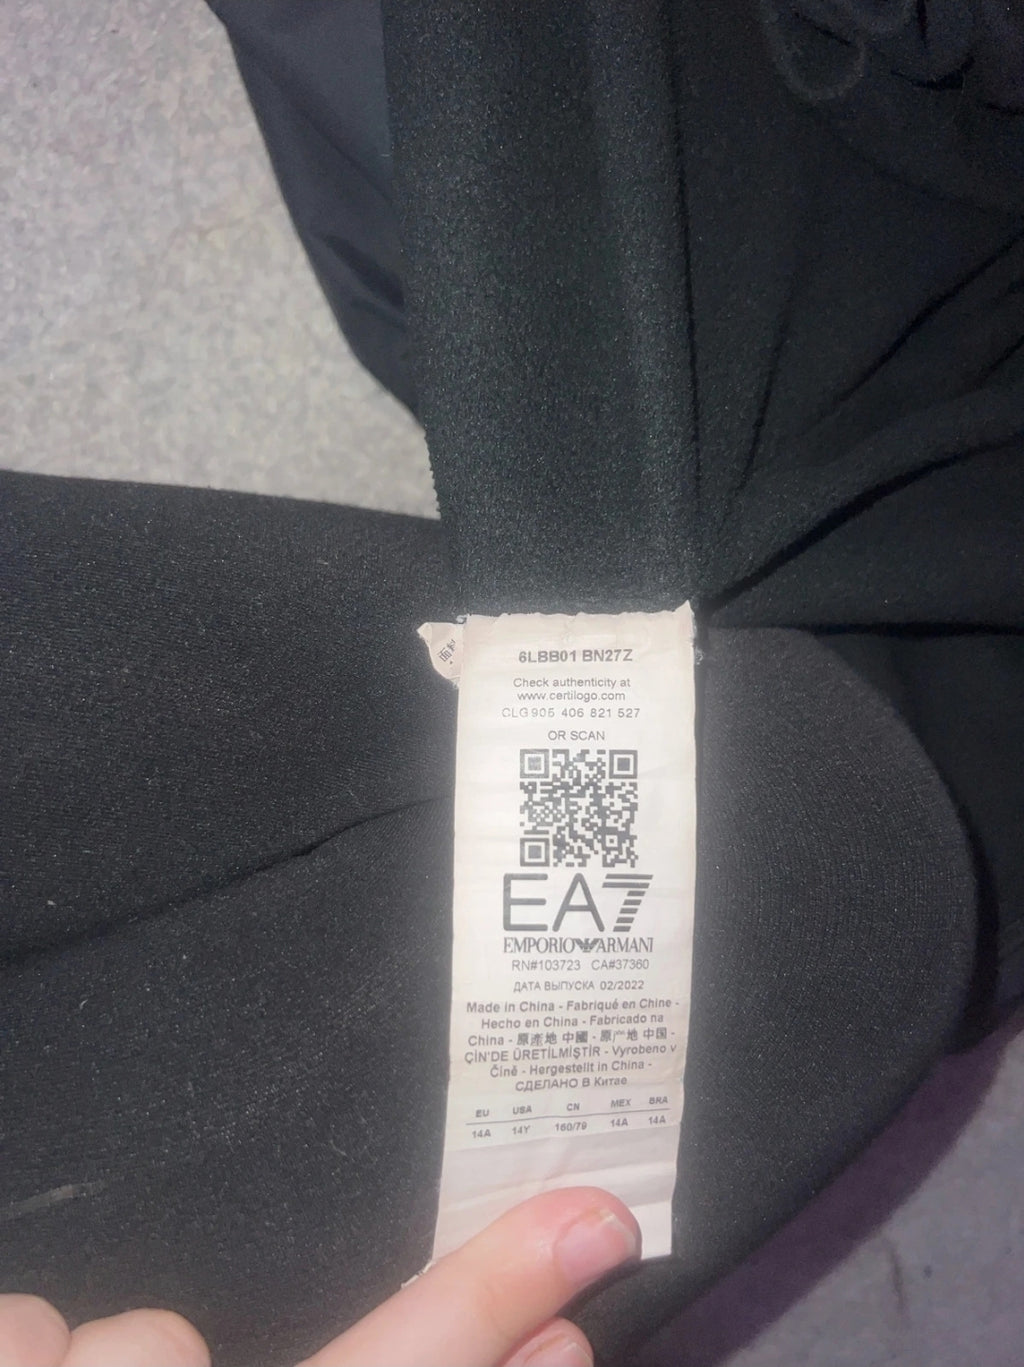 6LBB01 BN27Z
Check authenticity at
www.certilogo.com
CLG 905 406 821 527
OR SCAN
EA7
EMPORIO ARMANI
RN#103723 CA#37360
ДАТА ВЫПУСКА 02/2022
Made in China - Fabriqué en Chine -
Hecho en China - Fabricado na
China - 原產地 中國 - 原产地 中国 -
ÇİN'DE ÜRETİLMİŞTİR - Vyrobeno v
Číně - Hergestellt in China -
СДЕЛАНО В Китае
EU USA CN MEX BRA
14A 14Y 160/79 14A 14A